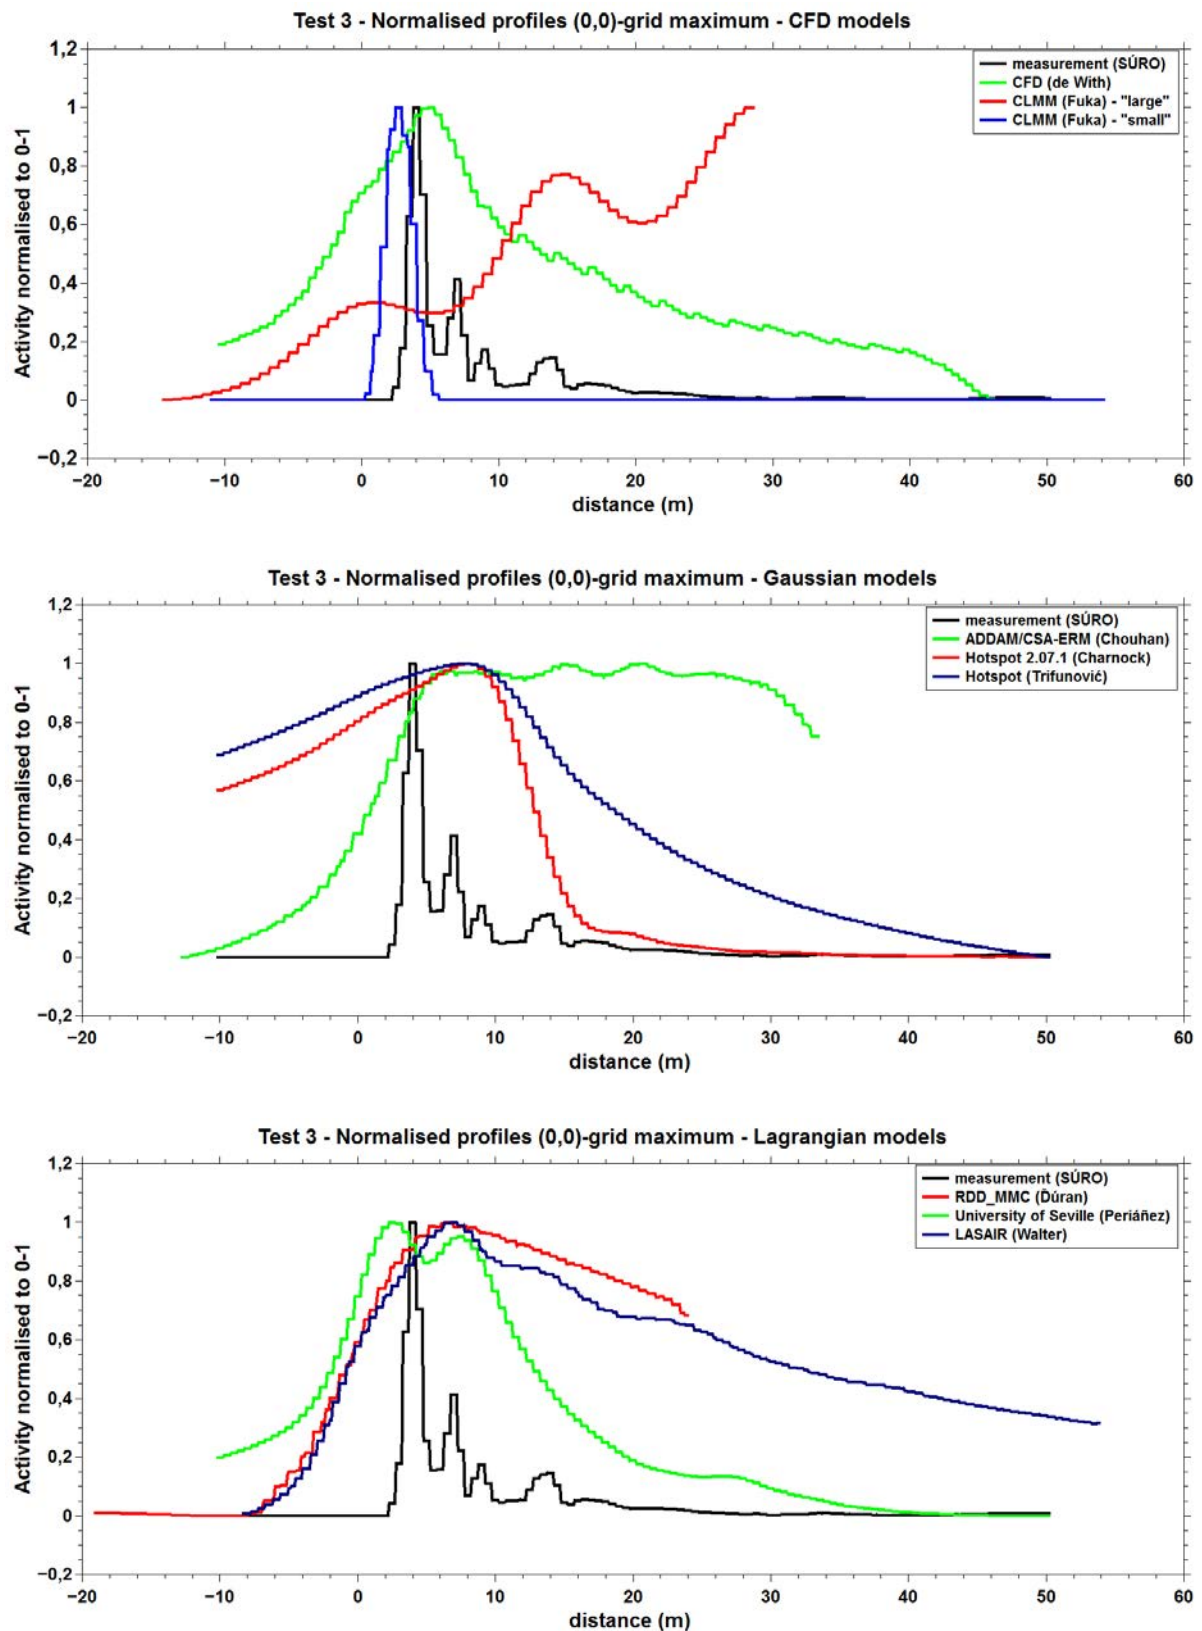 Test 3 - Normalised profiles (0,0)-grid maximum - CFD models
1,2
1
0,8
0,6
0,4
0,2
0
−0,2
Activity normalised to 0-1
measurement (SÚRO)
CFD (de With)
CLMM (Fuka) - "large"
CLMM (Fuka) - "small"
−20 −10 0 10 20 30 40 50 60
distance (m)
Test 3 - Normalised profiles (0,0)-grid maximum - Gaussian models
1,2
1
0,8
0,6
0,4
0,2
0
−0,2
Activity normalised to 0-1
measurement (SÚRO)
ADDAM/CSA-ERM (Chouhan)
Hotspot 2.07.1 (Charnock)
Hotspot (Trifunović)
−20 −10 0 10 20 30 40 50 60
distance (m)
Test 3 - Normalised profiles (0,0)-grid maximum - Lagrangian models
1,2
1
0,8
0,6
0,4
0,2
0
−0,2
Activity normalised to 0-1
measurement (SÚRO)
RDD_MMC (Ďúran)
University of Seville (Periáñez)
LASAIR (Walter)
−20 −10 0 10 20 30 40 50 60
distance (m)